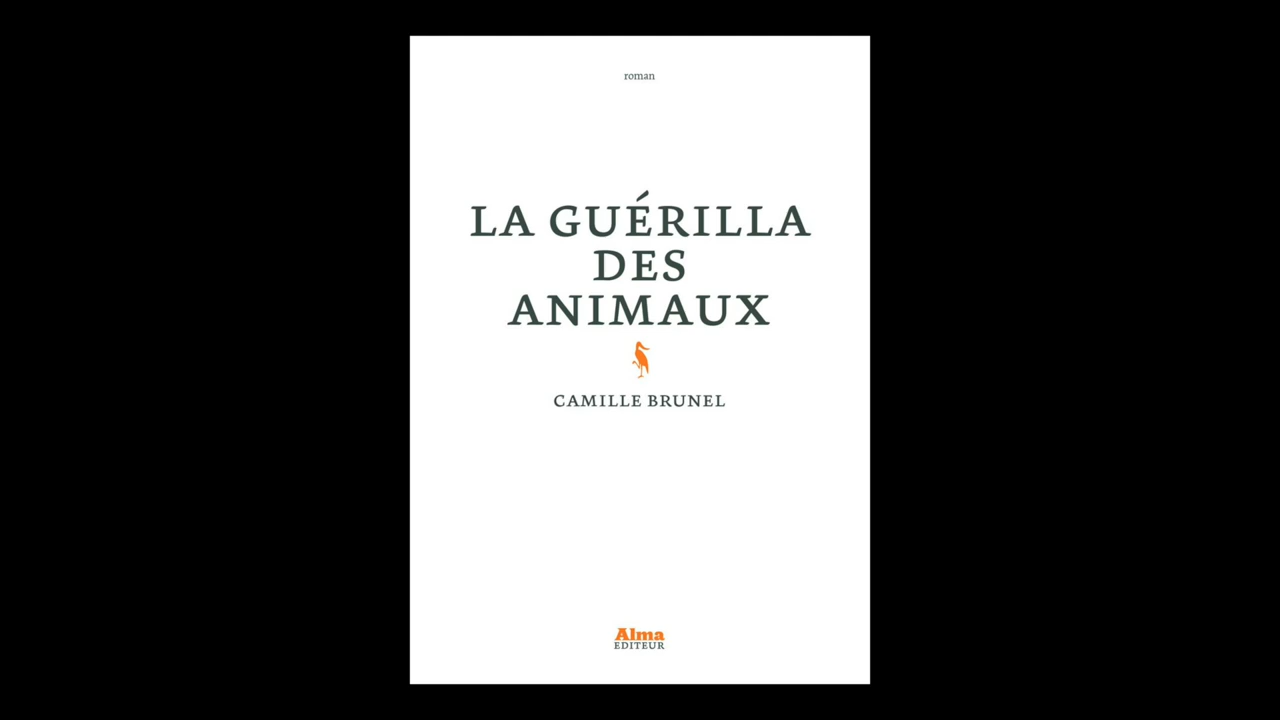 roman
LA GUÉRILLA
DES
ANIMAUX
CAMILLE BRUNEL
Alma
EDITEUR